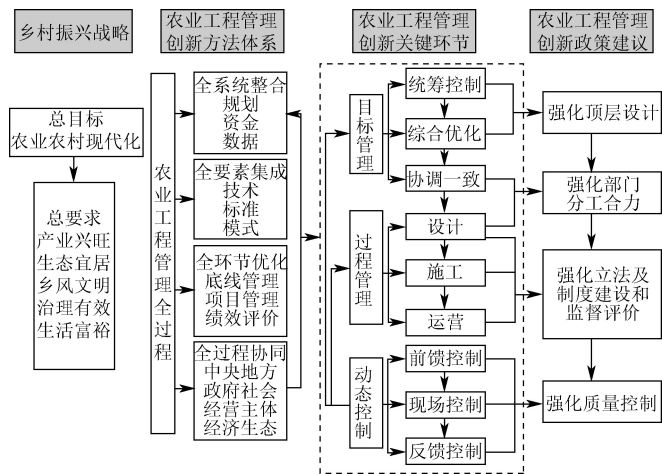 乡村振兴战略
农业工程管理
创新方法体系
农业工程管理
创新关键环节
农业工程管理
创新政策建议
总目标
农业农村现代化
总要求
产业兴旺
生态宜居
乡风文明
治理有效
生活富裕
农业工程管理全过程
全系统整合
规划
资金
数据
全要素集成
技术
标准
模式
全环节优化
底线管理
项目管理
绩效评价
全过程协同
中央地方
政府社会
经营主体
经济生态
目标管理
统筹控制
综合优化
协调一致
过程管理
设计
施工
运营
动态控制
前馈控制
现场控制
反馈控制
强化顶层设计
强化部门
分工合力
强化立法及
制度建设和
监督评价
强化质量控制